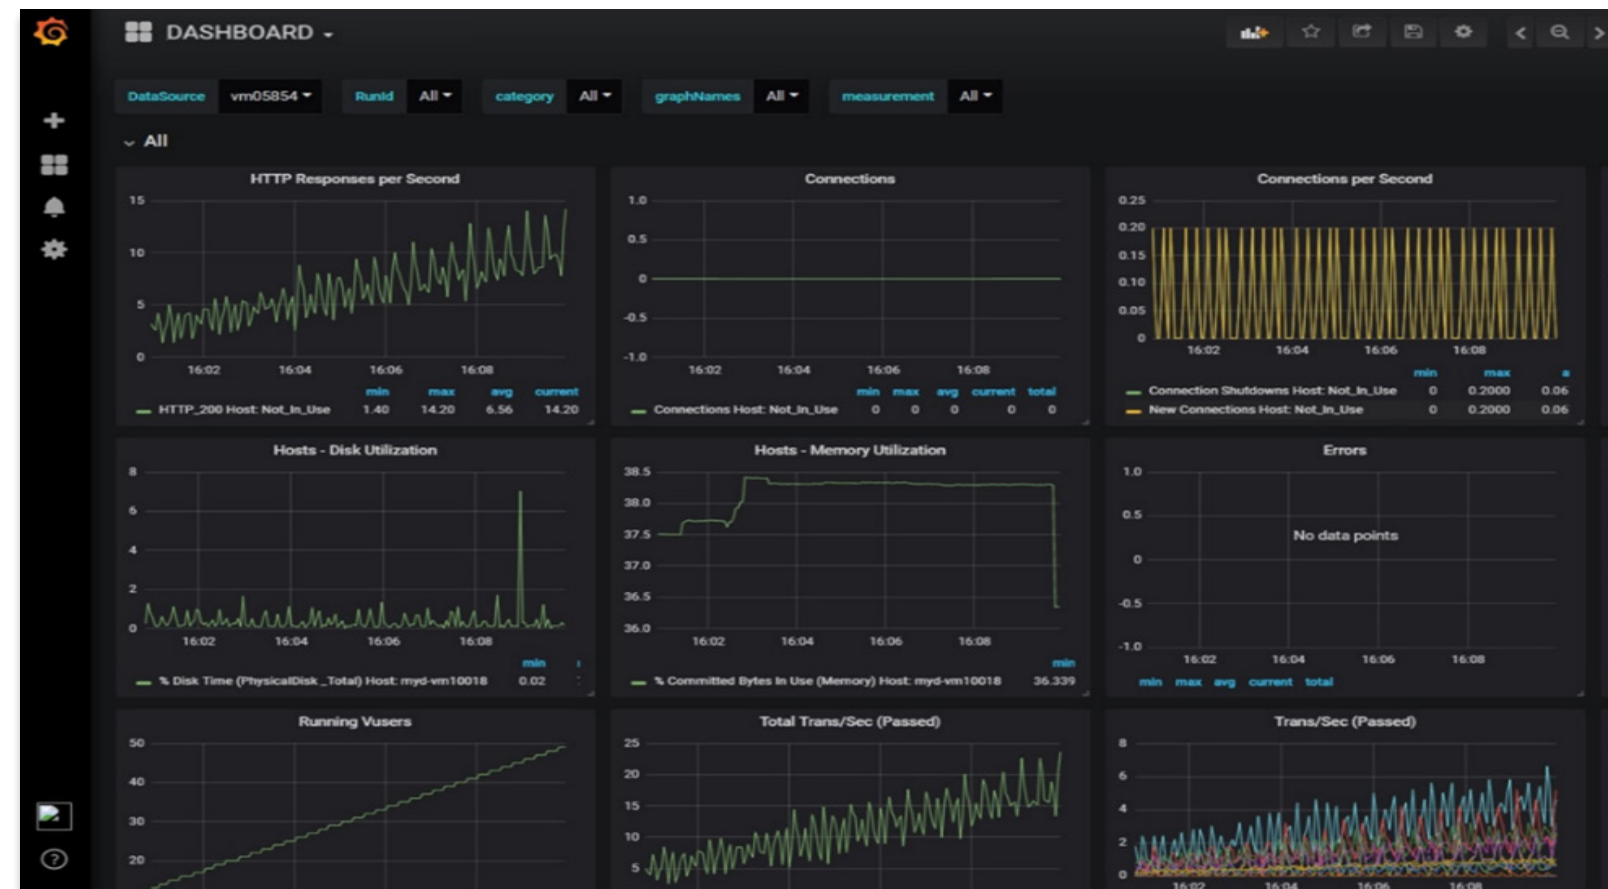 DASHBOARD
DataSource vm05854 RunId All category All graphNames All measurement All
All
HTTP Responses per Second
15
10
5
0
16:02 16:04 16:06 16:08
min max avg current
HTTP_200 Host: Not_In_Use 1.40 14.20 6.56 14.20
Connections
1.0
0.5
0
-0.5
-1.0
16:02 16:04 16:06 16:08
min max avg current total
Connections Host: Not_In_Use 0 0 0 0 0
Connections per Second
0.25
0.20
0.15
0.10
0.05
0
16:02 16:04 16:06 16:08
min max a
Connection Shutdowns Host: Not_In_Use 0 0.2000 0.06
New Connections Host: Not_In_Use 0 0.2000 0.06
Hosts - Disk Utilization
8
6
4
2
0
16:02 16:04 16:06 16:08
min
% Disk Time (PhysicalDisk _Total) Host: myd-vm10018 0.02
Hosts - Memory Utilization
38.5
38.0
37.5
37.0
36.5
36.0
16:02 16:04 16:06 16:08
min
% Committed Bytes In Use (Memory) Host: myd-vm10018 36.339
Errors
1.0
0.5
No data points
0
-0.5
-1.0
16:02 16:04 16:06 16:08
min max avg current total
Running Vusers
50
40
30
20
Total Trans/Sec (Passed)
25
20
15
10
5
Trans/Sec (Passed)
8
6
4
2
0
16:02 16:04 16:06 16:08